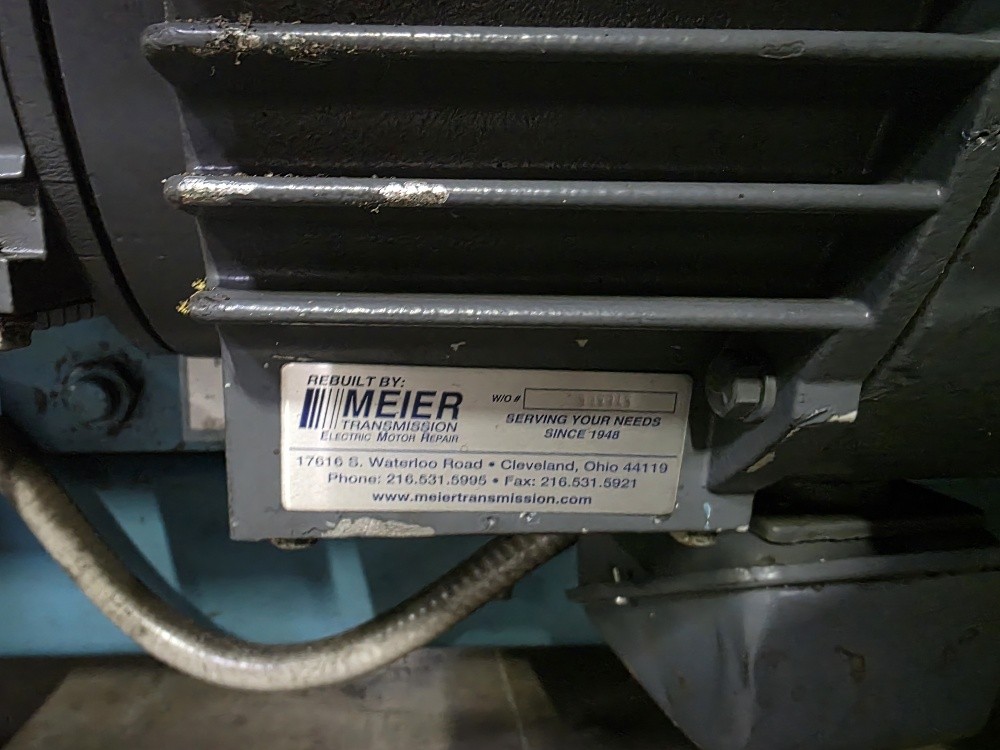 REBUILT BY:
MEIER
TRANSMISSION
ELECTRIC MOTOR REPAIR
W/O #
SERVING YOUR NEEDS
SINCE 1948
17616 S. Waterloo Road • Cleveland, Ohio 44119
Phone: 216.531.5995 • Fax: 216.531.5921
www.meiertransmission.com